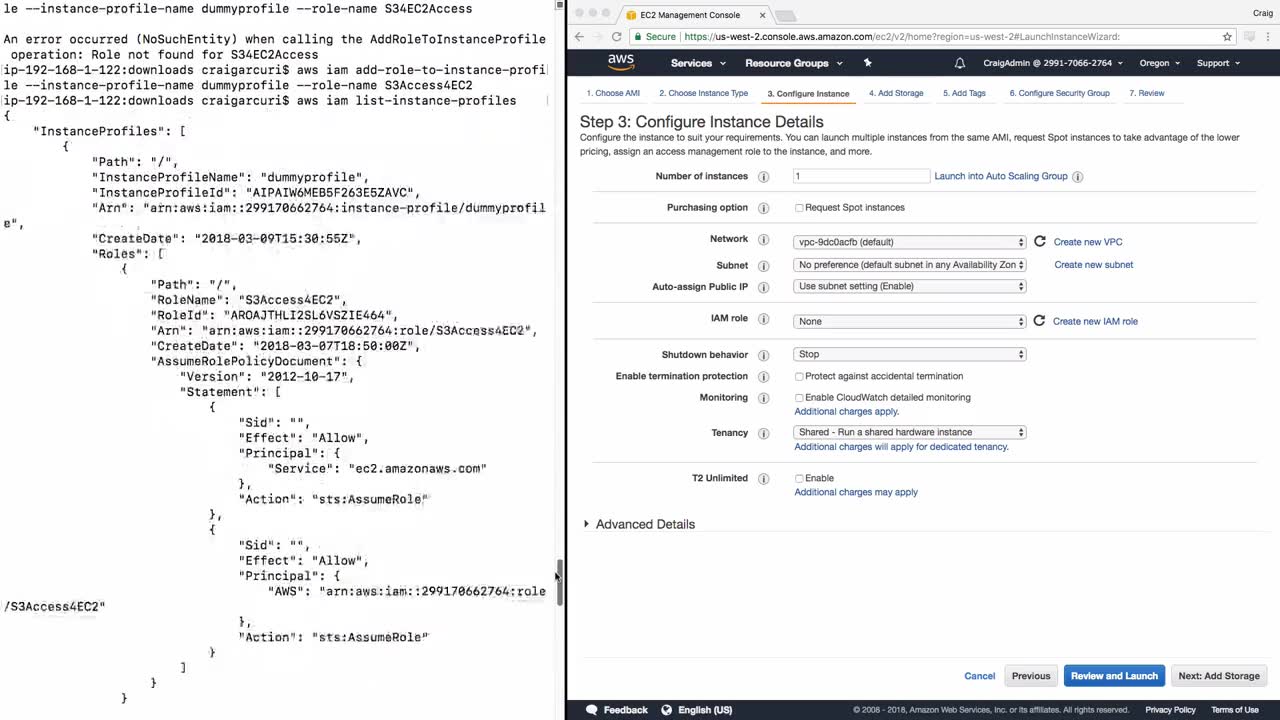 le --instance-profile-name dummyprofile --role-name S34EC2Access
An error occurred (NoSuchEntity) when calling the AddRoleToInstanceProfile
operation: Role not found for S34EC2Access
ip-192-168-1-122:downloads craigarcuri$ aws iam add-role-to-instance-profi
le --instance-profile-name dummyprofile --role-name S3Access4EC2
ip-192-168-1-122:downloads craigarcuri$ aws iam list-instance-profiles
{
"InstanceProfiles": [
{
"Path": "/",
"InstanceProfileName": "dummyprofile",
"InstanceProfileId": "AIPAIW6MEB5F263E5ZAVC",
"Arn": "arn:aws:iam::299170662764:instance-profile/dummyprofil
e",
"CreateDate": "2018-03-09T15:30:55Z",
"Roles": [
{
"Path": "/",
"RoleName": "S3Access4EC2",
"RoleId": "AROAJTHLI2SL6VSZIE464",
"Arn": "arn:aws:iam::299170662764:role/S3Access4EC2",
"CreateDate": "2018-03-07T18:50:00Z",
"AssumeRolePolicyDocument": {
"Version": "2012-10-17",
"Statement": [
{
"Sid": "",
"Effect": "Allow",
"Principal": {
"Service": "ec2.amazonaws.com"
},
"Action": "sts:AssumeRole"
},
{
"Sid": "",
"Effect": "Allow",
"Principal": {
"AWS": "arn:aws:iam::299170662764:role
/S3Access4EC2"
},
"Action": "sts:AssumeRole"
}
]
}
}
EC2 Management Console
Craig
Secure https://us-west-2.console.aws.amazon.com/ec2/v2/home?region=us-west-2#LaunchInstanceWizard:
aws Services Resource Groups CraigAdmin @ 2991-7066-2764 Oregon Support
1. Choose AMI 2. Choose Instance Type 3. Configure Instance 4. Add Storage 5. Add Tags 6. Configure Security Group 7. Review
Step 3: Configure Instance Details
Configure the instance to suit your requirements. You can launch multiple instances from the same AMI, request Spot instances to take advantage of the lower
pricing, assign an access management role to the instance, and more.
Number of instances 1 Launch into Auto Scaling Group
Purchasing option Request Spot instances
Network vpc-9dc0acfb (default) Create new VPC
Subnet No preference (default subnet in any Availability Zon Create new subnet
Auto-assign Public IP Use subnet setting (Enable)
IAM role None Create new IAM role
Shutdown behavior Stop
Enable termination protection Protect against accidental termination
Monitoring Enable CloudWatch detailed monitoring
Additional charges apply.
Tenancy Shared - Run a shared hardware instance
Additional charges will apply for dedicated tenancy.
T2 Unlimited Enable
Additional charges may apply
Advanced Details
Cancel Previous Review and Launch Next: Add Storage
Feedback English (US) © 2008 - 2018, Amazon Web Services, Inc. or its affiliates. All rights reserved. Privacy Policy Terms of Use